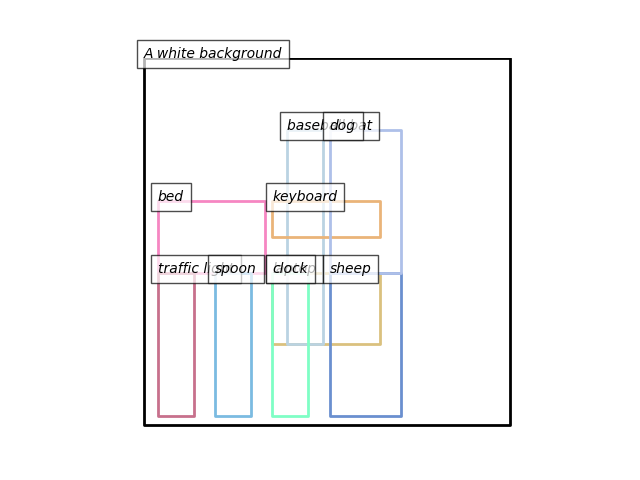 A white background
baseball bat
dog
bed
keyboard
traffic light
spoon
clock
sheep